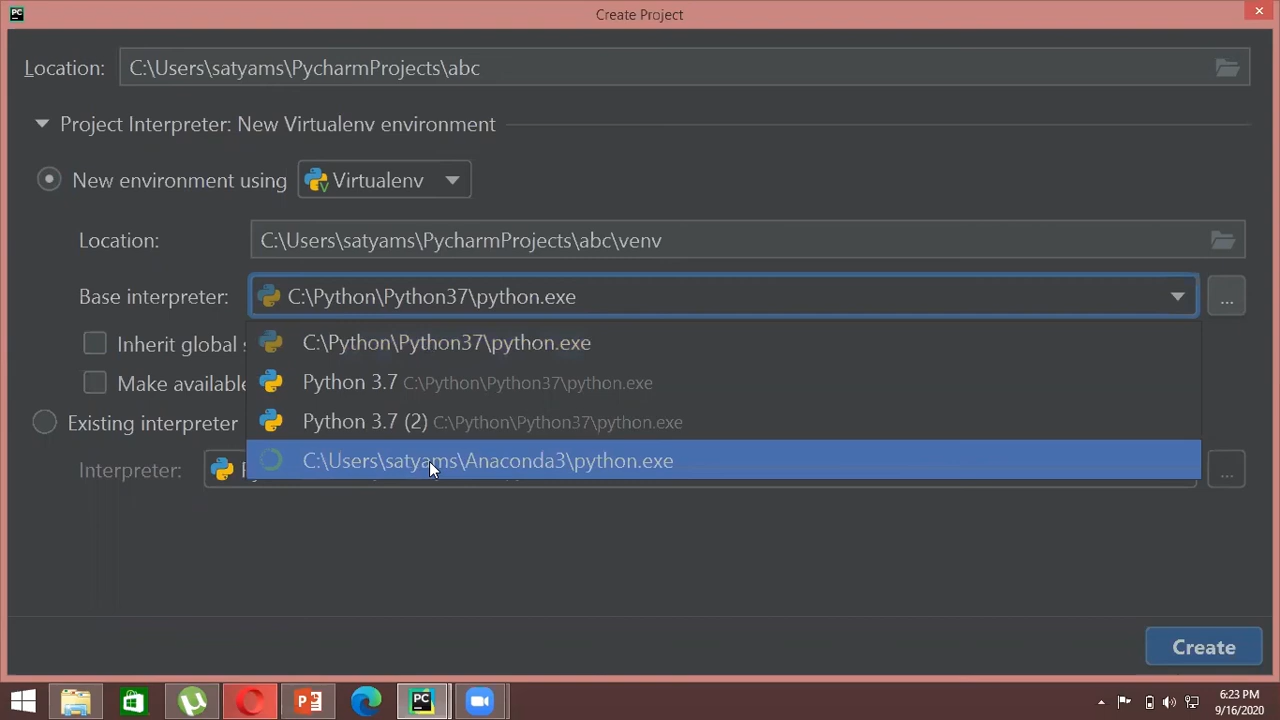 Create Project
Location: C:\Users\satyams\PycharmProjects\abc
Project Interpreter: New Virtualenv environment
New environment using Virtualenv
Location: C:\Users\satyams\PycharmProjects\abc\venv
Base interpreter: C:\Python\Python37\python.exe ...
Inherit global
C:\Python\Python37\python.exe
Make available
Python 3.7 C:\Python\Python37\python.exe
Existing interpreter
Python 3.7 (2) C:\Python\Python37\python.exe
C:\Users\satyams\Anaconda3\python.exe
Interpreter: ...
Create
6:23 PM
9/16/2020